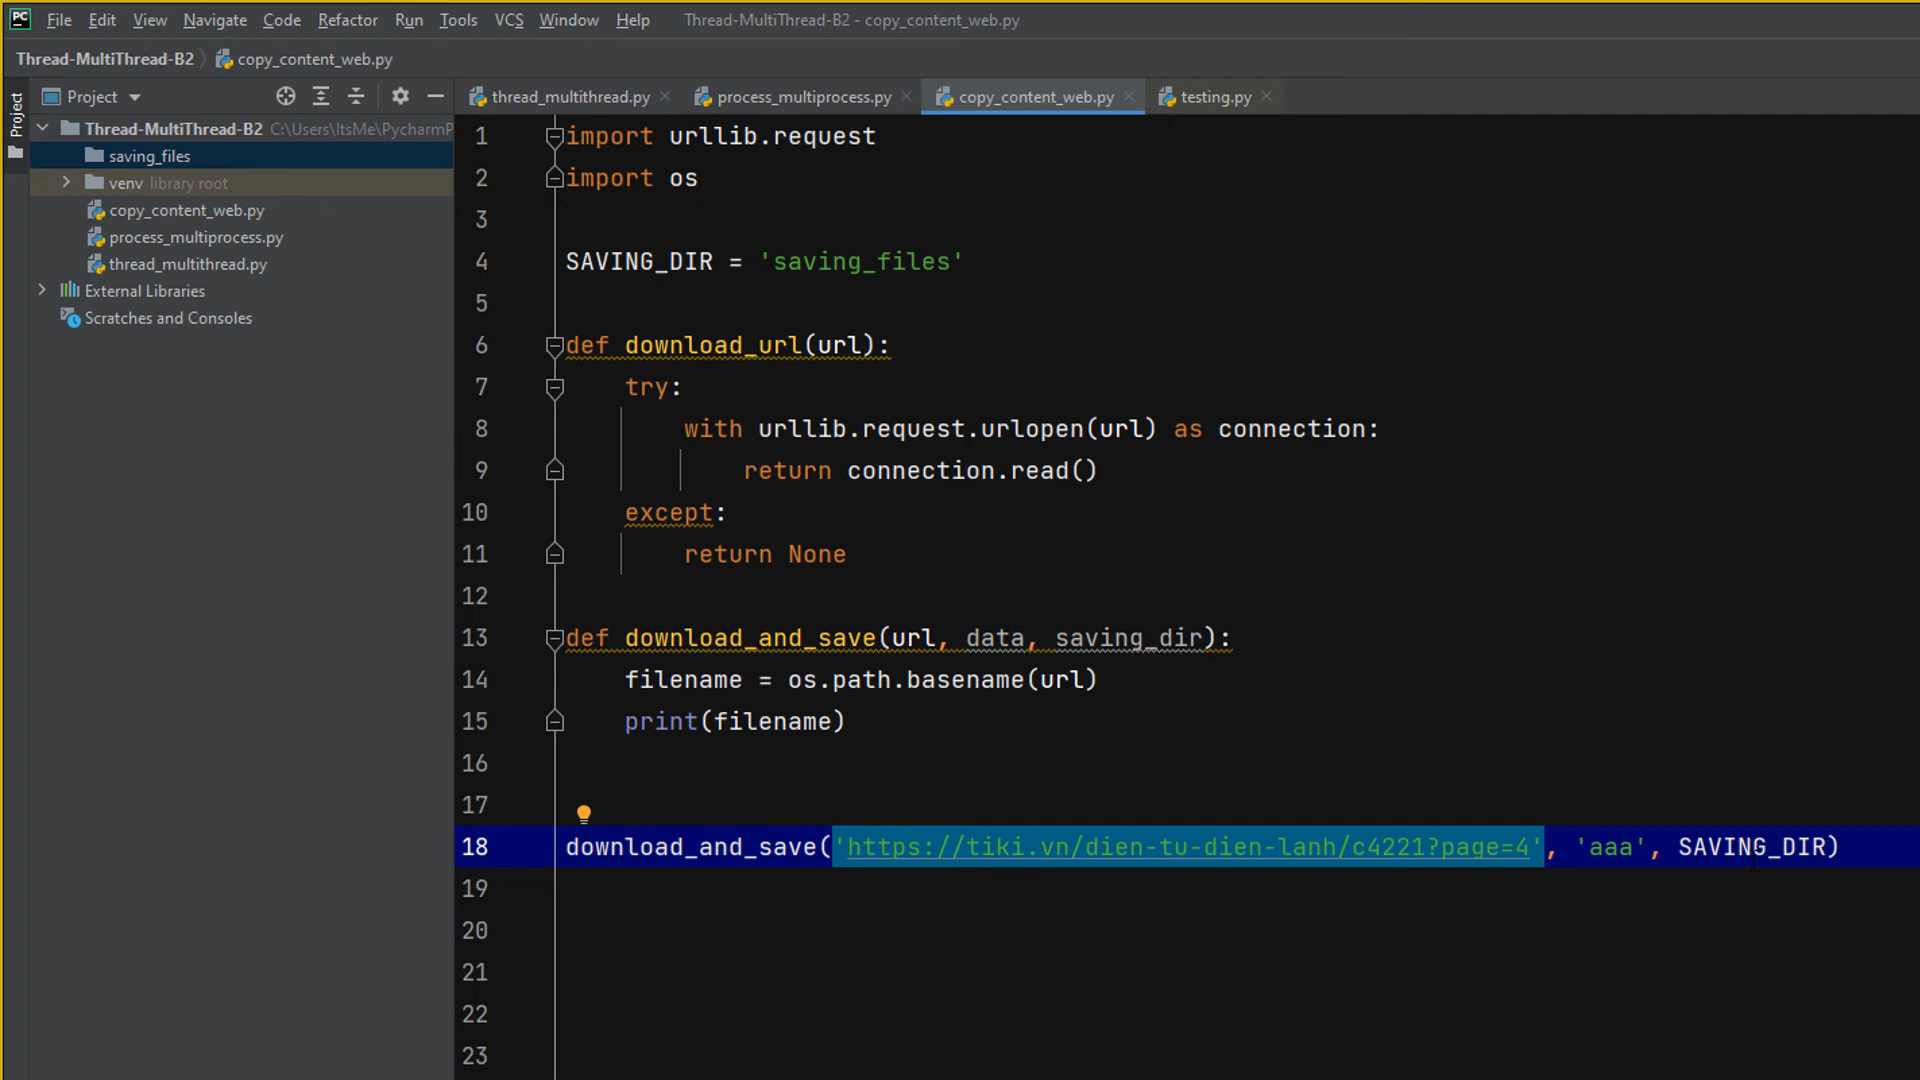 PC File Edit View Navigate Code Refactor Run Tools VCS Window Help Thread-MultiThread-B2 - copy_content_web.py
Thread-MultiThread-B2 copy_content_web.py
Project
Project
thread_multithread.py process_multiprocess.py copy_content_web.py testing.py
Thread-MultiThread-B2 C:\Users\ItsMe\PycharmP
saving_files
venv library root
copy_content_web.py
process_multiprocess.py
thread_multithread.py
External Libraries
Scratches and Consoles
1 import urllib.request
2 import os
3
4 SAVING_DIR = 'saving_files'
5
6 def download_url(url):
7 try:
8 with urllib.request.urlopen(url) as connection:
9 return connection.read()
10 except:
11 return None
12
13 def download_and_save(url, data, saving_dir):
14 filename = os.path.basename(url)
15 print(filename)
16
17
18 download_and_save('https://tiki.vn/dien-tu-dien-lanh/c4221?page=4', 'aaa', SAVING_DIR)
19
20
21
22
23